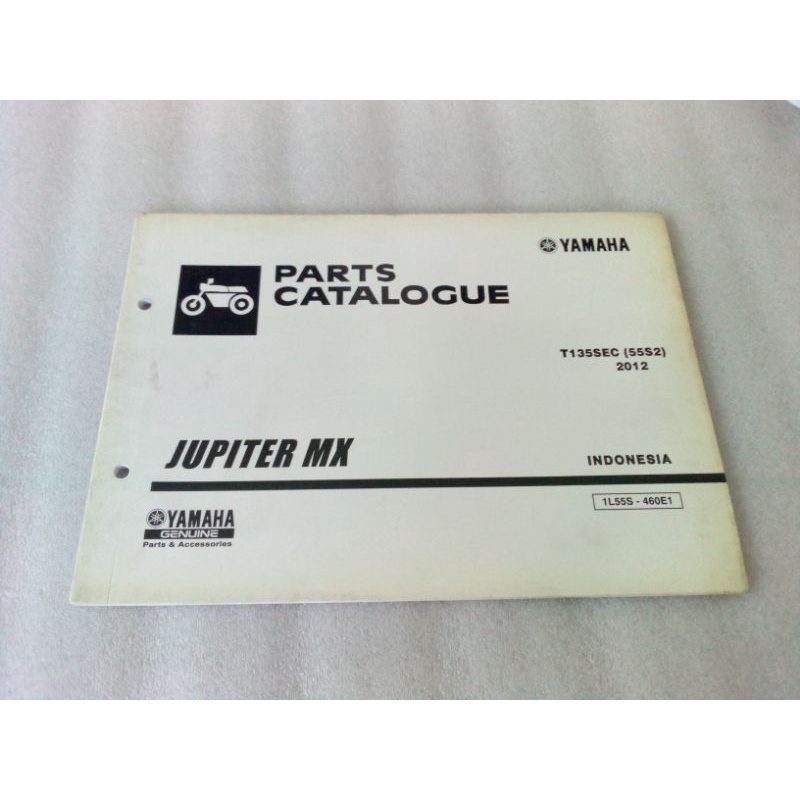 YAMAHA
PARTS
CATALOGUE
T135SEC (55S2)
2012
JUPITER MX
INDONESIA
1L55S - 460E1
YAMAHA
GENUINE
Parts & Accessories